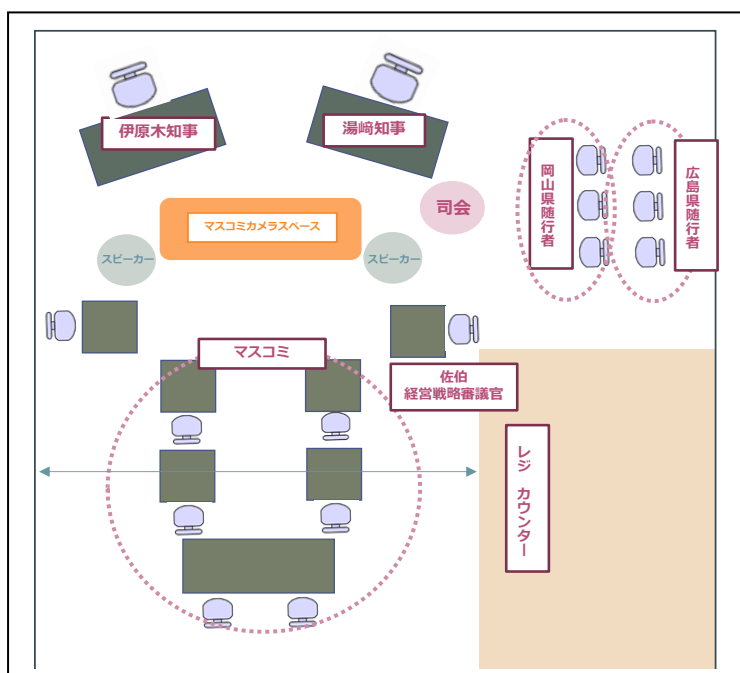 伊原木知事
湯﨑知事
岡山県随行者
広島県随行者
司会
マスコミカメラスペース
スピーカー
スピーカー
マスコミ
佐伯
経営戦略審議官
レジ カウンター